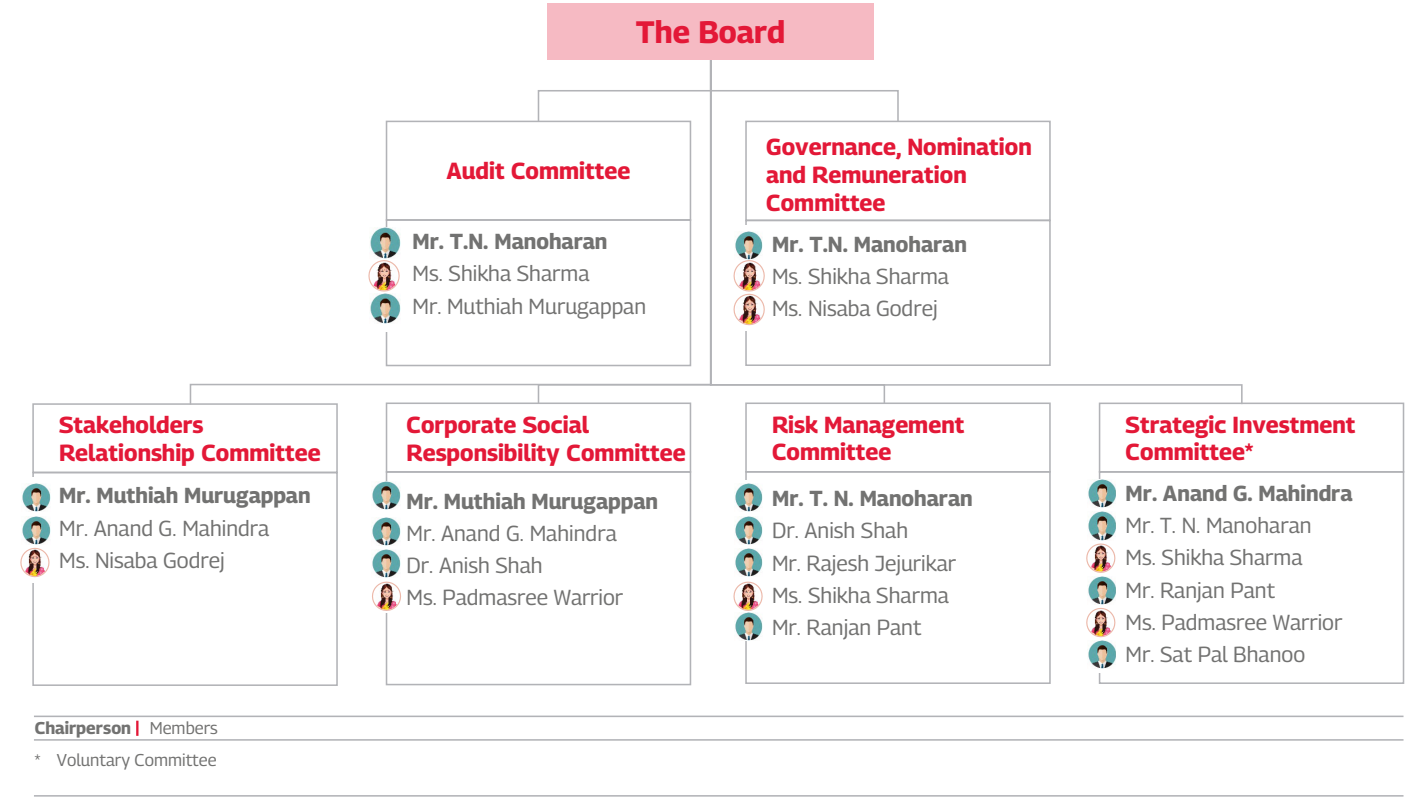 The Board
Audit Committee
Mr. T.N. Manoharan
Ms. Shikha Sharma
Mr. Muthiah Murugappan
Governance, Nomination
and Remuneration
Committee
Mr. T.N. Manoharan
Ms. Shikha Sharma
Ms. Nisaba Godrej
Stakeholders
Relationship Committee
Mr. Muthiah Murugappan
Mr. Anand G. Mahindra
Ms. Nisaba Godrej
Corporate Social
Responsibility Committee
Mr. Muthiah Murugappan
Mr. Anand G. Mahindra
Dr. Anish Shah
Ms. Padmasree Warrior
Risk Management
Committee
Mr. T. N. Manoharan
Dr. Anish Shah
Mr. Rajesh Jejurikar
Ms. Shikha Sharma
Mr. Ranjan Pant
Strategic Investment
Committee*
Mr. Anand G. Mahindra
Mr. T. N. Manoharan
Ms. Shikha Sharma
Mr. Ranjan Pant
Ms. Padmasree Warrior
Mr. Sat Pal Bhanoo
Chairperson | Members
* Voluntary Committee